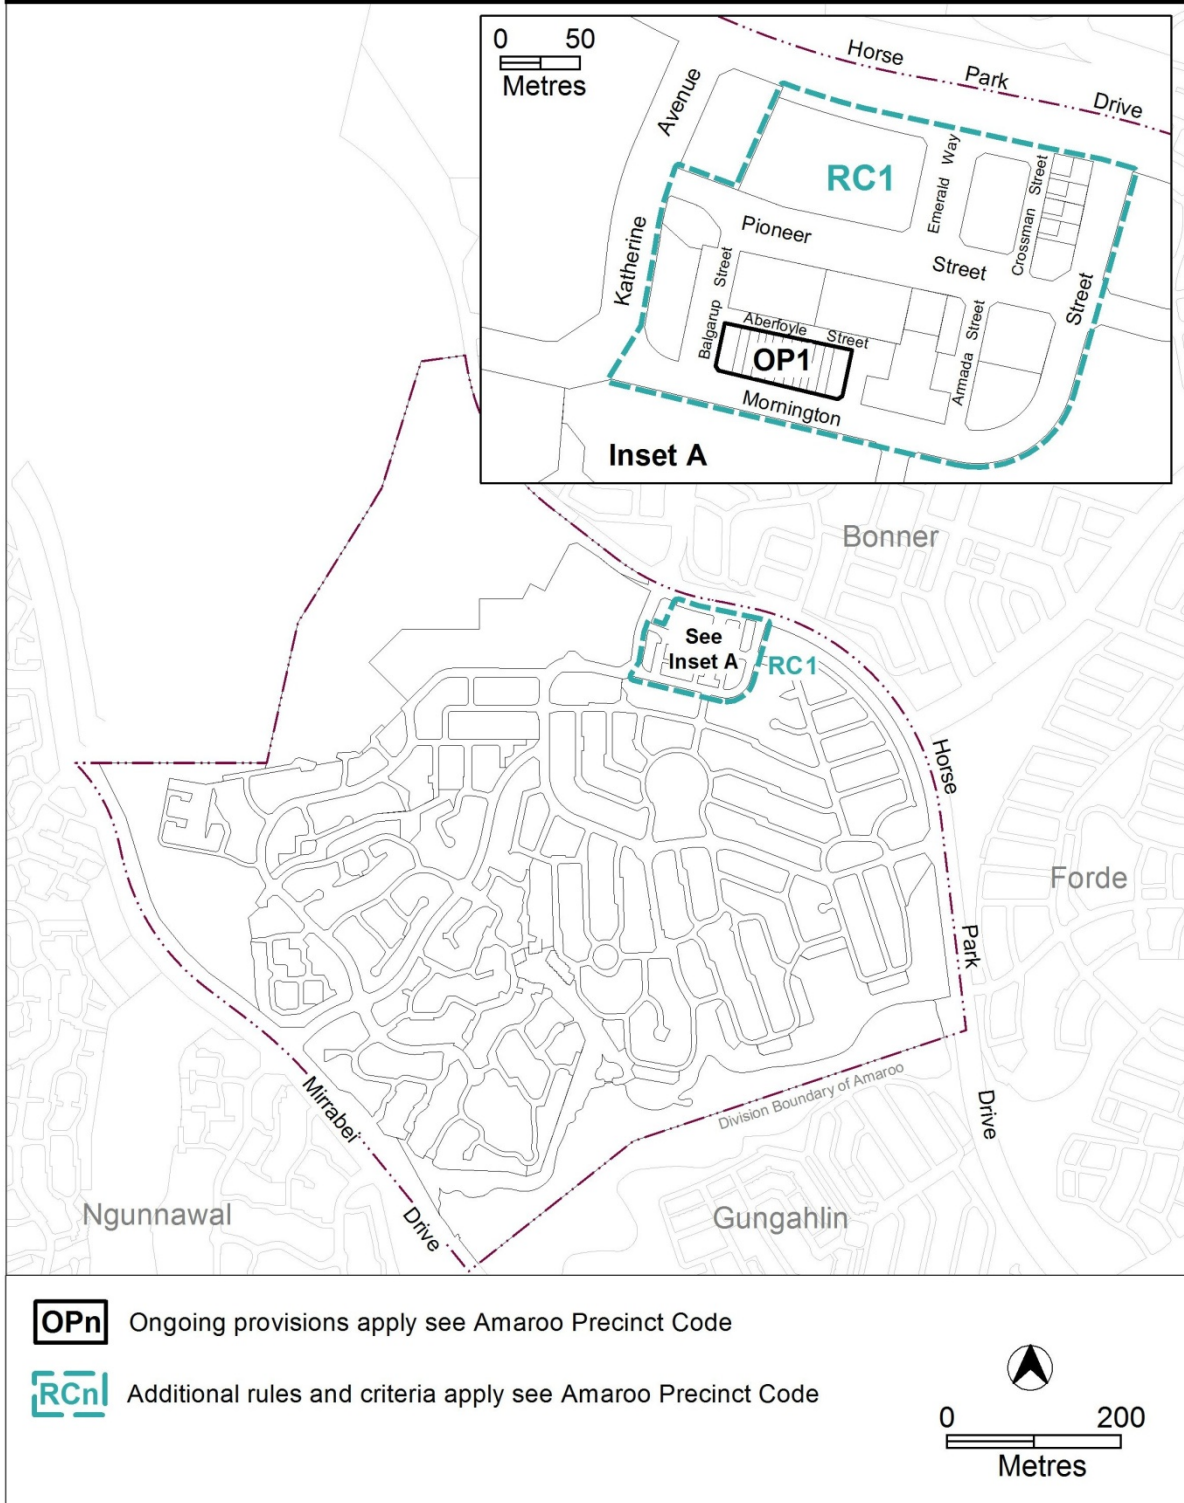 0 50
Metres
Horse Park Drive
Avenue
Katherine
RC1
Emerald Way
Crossman Street
Pioneer Street
Street
Balgarup Street
Aberfoyle Street
Armada Street
OP1
Mornington
Inset A
Bonner
See
Inset A
RC1
Horse
Park
Drive
Forde
Division Boundary of Amaroo
Mirrabei
Drive
Ngunnawal
Gungahlin
OPn Ongoing provisions apply see Amaroo Precinct Code
RCn Additional rules and criteria apply see Amaroo Precinct Code
0 200
Metres